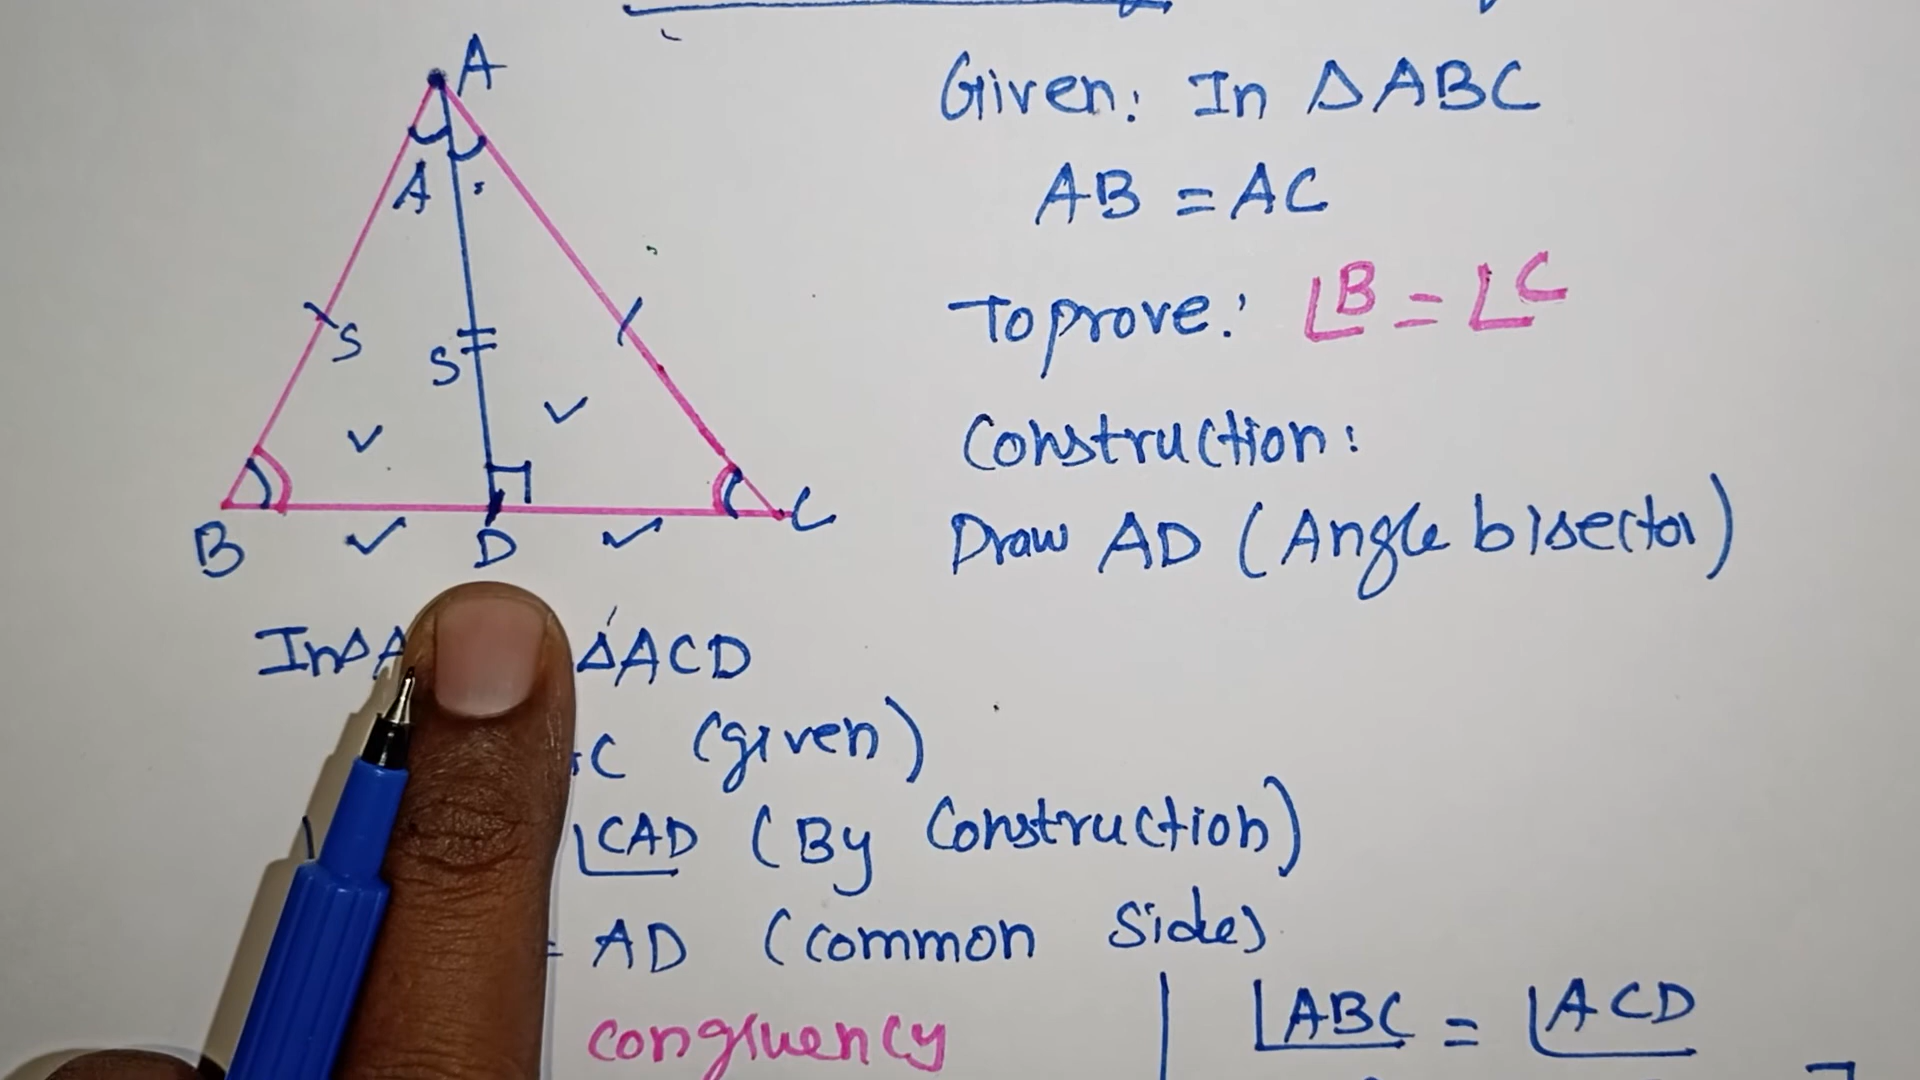 A
A
S
S
B
D
C
Given: In ΔABC
AB = AC
To prove: ∠B = ∠C
Construction:
Draw AD (Angle bisector)
In ΔACD
C (given)
∠CAD (By Construction)
= AD (common Side)
congruency
∠ABC = ∠ACD